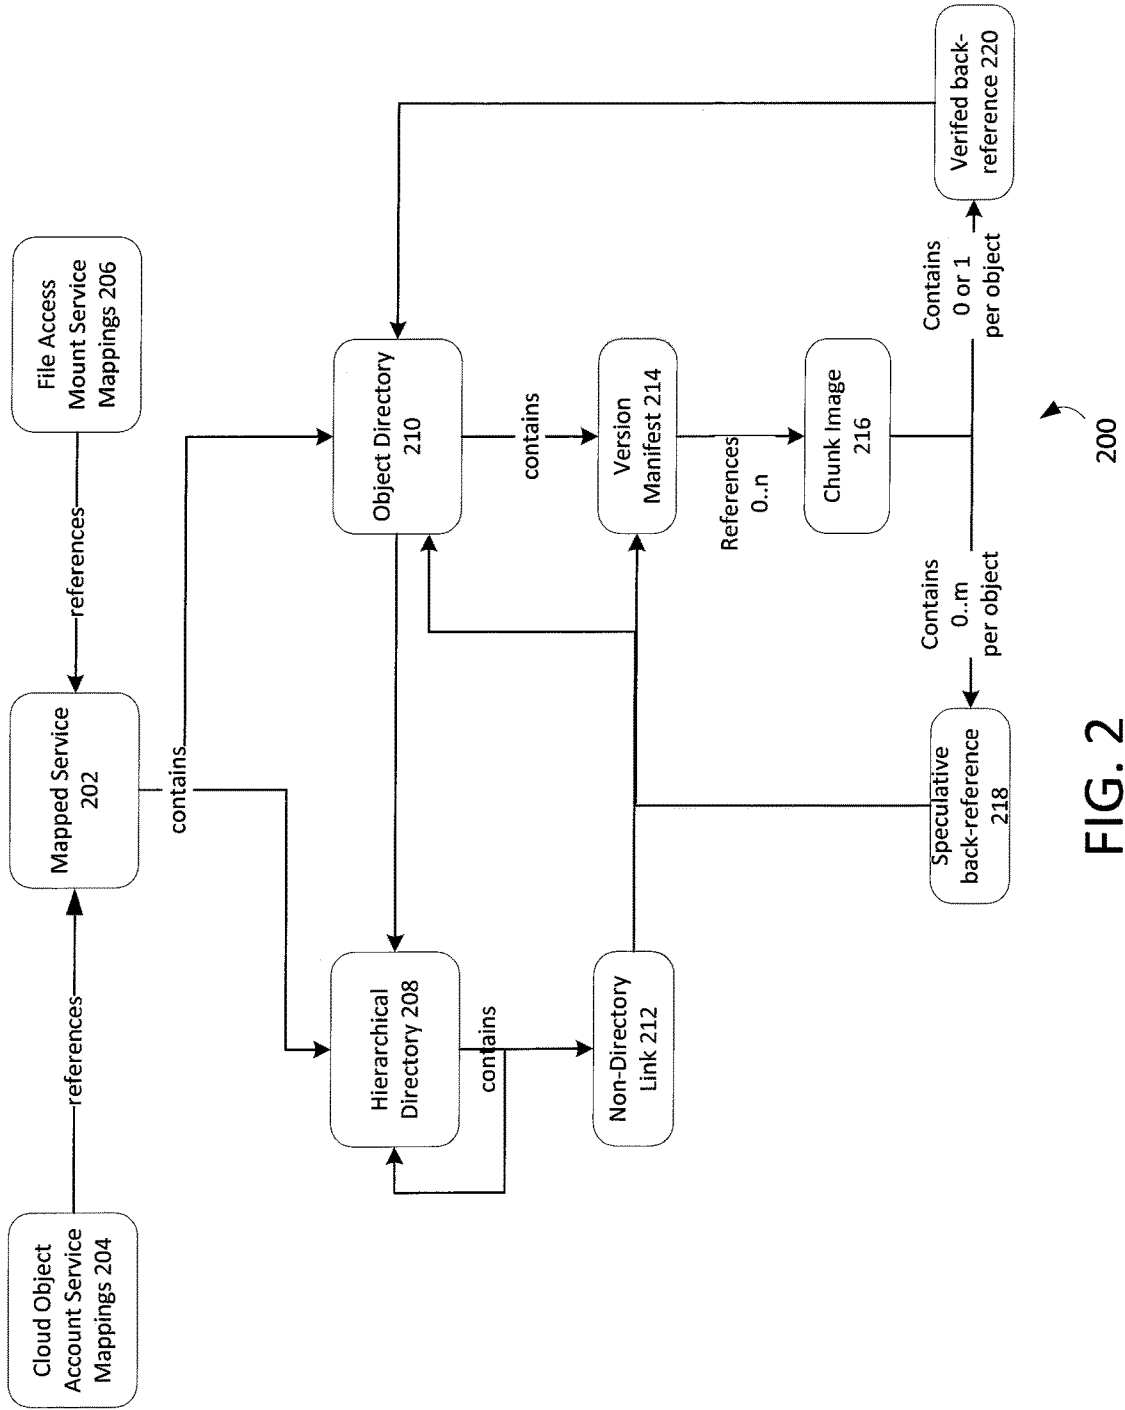 Cloud Object
Account Service
Mappings 204
references
Mapped Service
202
references
File Access
Mount Service
Mappings 206
contains
Hierarchical
Directory 208
contains
Object Directory
210
contains
Non-Directory
Link 212
Version
Manifest 214
References
0..n
Chunk Image
216
Contains
0..m
per object
Contains
0 or 1
per object
Speculative
back-reference
218
Verifed back-
reference 220
200
FIG. 2